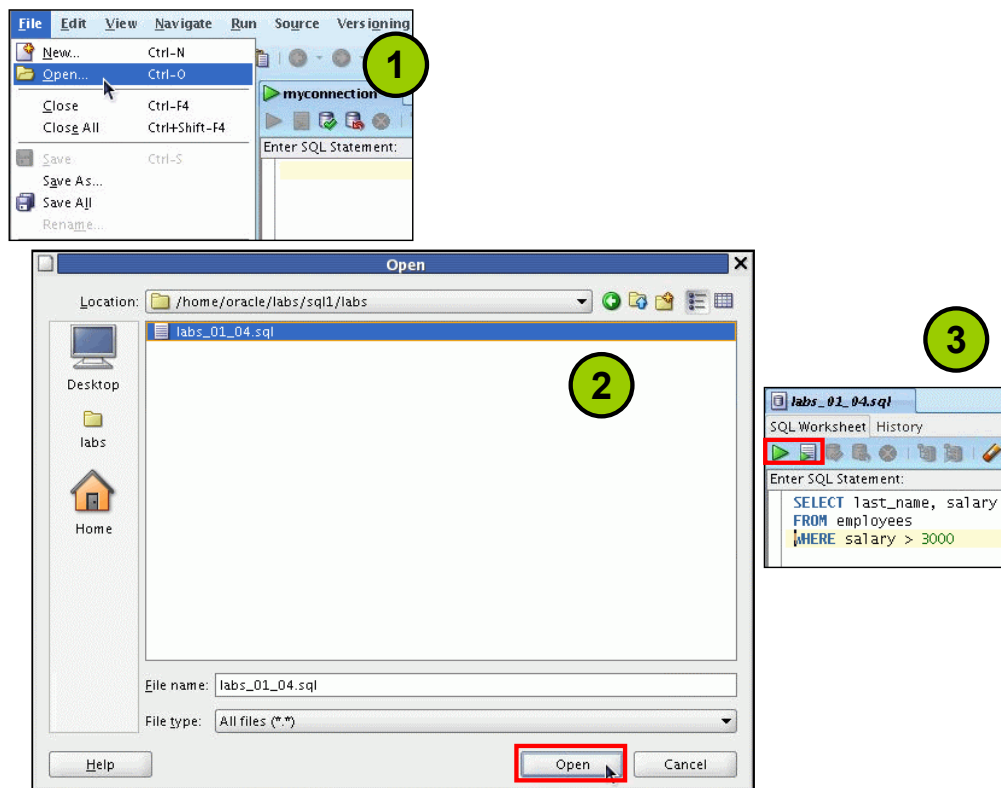 File Edit View Navigate Run Source Versioning
New... Ctrl-N
Open... Ctrl-O
1
Close Ctrl-F4
myconnection
Close All Ctrl+Shift-F4
Enter SQL Statement:
Save Ctrl-S
Save As...
Save All
Rename...
Open
Location: /home/oracle/labs/sql1/labs
labs_01_04.sql
Desktop
labs
Home
2
File name: labs_01_04.sql
File type: All files (*.*)
Help Open Cancel
3
labs_01_04.sql
SQL Worksheet History
Enter SQL Statement:
SELECT last_name, salary
FROM employees
WHERE salary > 3000